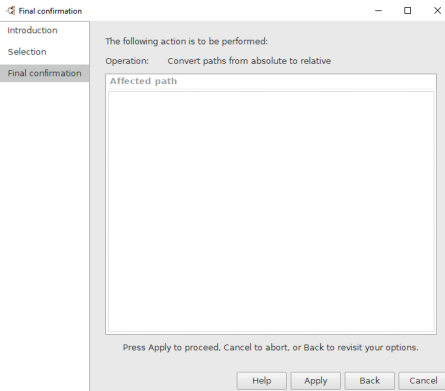 Final confirmation
Introduction
Selection
Final confirmation
The following action is to be performed:
Operation: Convert paths from absolute to relative
Affected path
Press Apply to proceed, Cancel to abort, or Back to revisit your options.
Help Apply Back Cancel